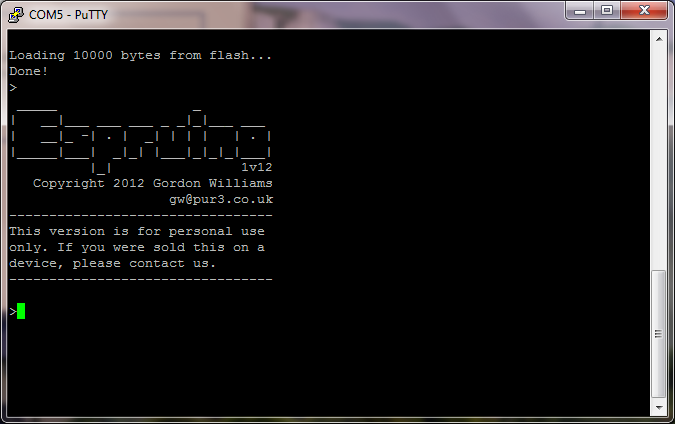 COM5 - PuTTY
Loading 10000 bytes from flash...
Done!
>
Espruino
1v12
Copyright 2012 Gordon Williams
gw@pur3.co.uk
---------------------------------
This version is for personal use
only. If you were sold this on a
device, please contact us.
---------------------------------
>